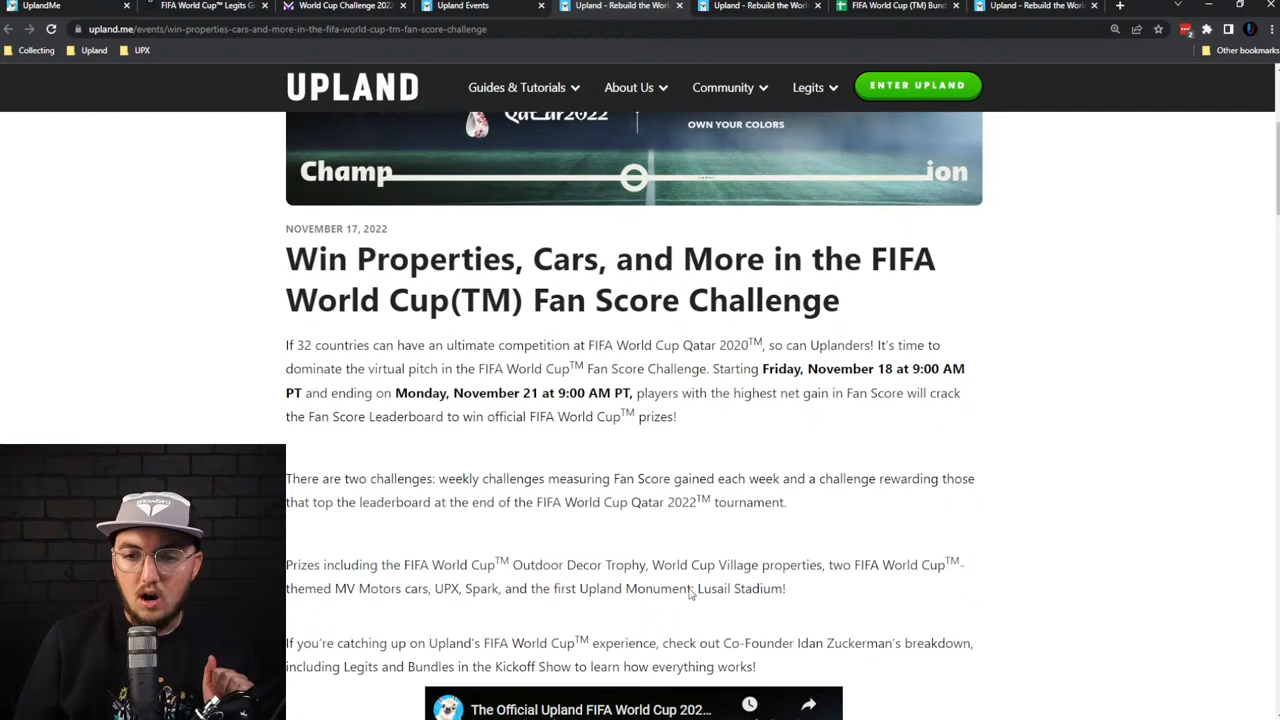 UplandMe
FIFA World Cup™ Legits G
World Cup Challenge 202
Upland Events
Upland - Rebuild the World
Upland - Rebuild the Wor
FIFA World Cup (TM) Bund
Upland - Rebuild the Wor
upland.me/events/win-properties-cars-and-more-in-the-fifa-world-cup-tm-fan-score-challenge
Collecting
Upland
UPX
Other bookmarks
UPLAND
Guides & Tutorials
About Us
Community
Legits
ENTER UPLAND
Qatar2022
OWN YOUR COLORS
Champ
ion
NOVEMBER 17, 2022
Win Properties, Cars, and More in the FIFA
World Cup(TM) Fan Score Challenge
If 32 countries can have an ultimate competition at FIFA World Cup Qatar 2020TM, so can Uplanders! It's time to
dominate the virtual pitch in the FIFA World CupTM Fan Score Challenge. Starting Friday, November 18 at 9:00 AM
PT and ending on Monday, November 21 at 9:00 AM PT, players with the highest net gain in Fan Score will crack
the Fan Score Leaderboard to win official FIFA World CupTM prizes!
There are two challenges: weekly challenges measuring Fan Score gained each week and a challenge rewarding those
that top the leaderboard at the end of the FIFA World Cup Qatar 2022TM tournament.
Prizes including the FIFA World CupTM Outdoor Decor Trophy, World Cup Village properties, two FIFA World CupTM-
themed MV Motors cars, UPX, Spark, and the first Upland Monument, Lusail Stadium!
If you're catching up on Upland's FIFA World CupTM experience, check out Co-Founder Idan Zuckerman's breakdown,
including Legits and Bundles in the Kickoff Show to learn how everything works!
The Official Upland FIFA World Cup 202...
snowbird